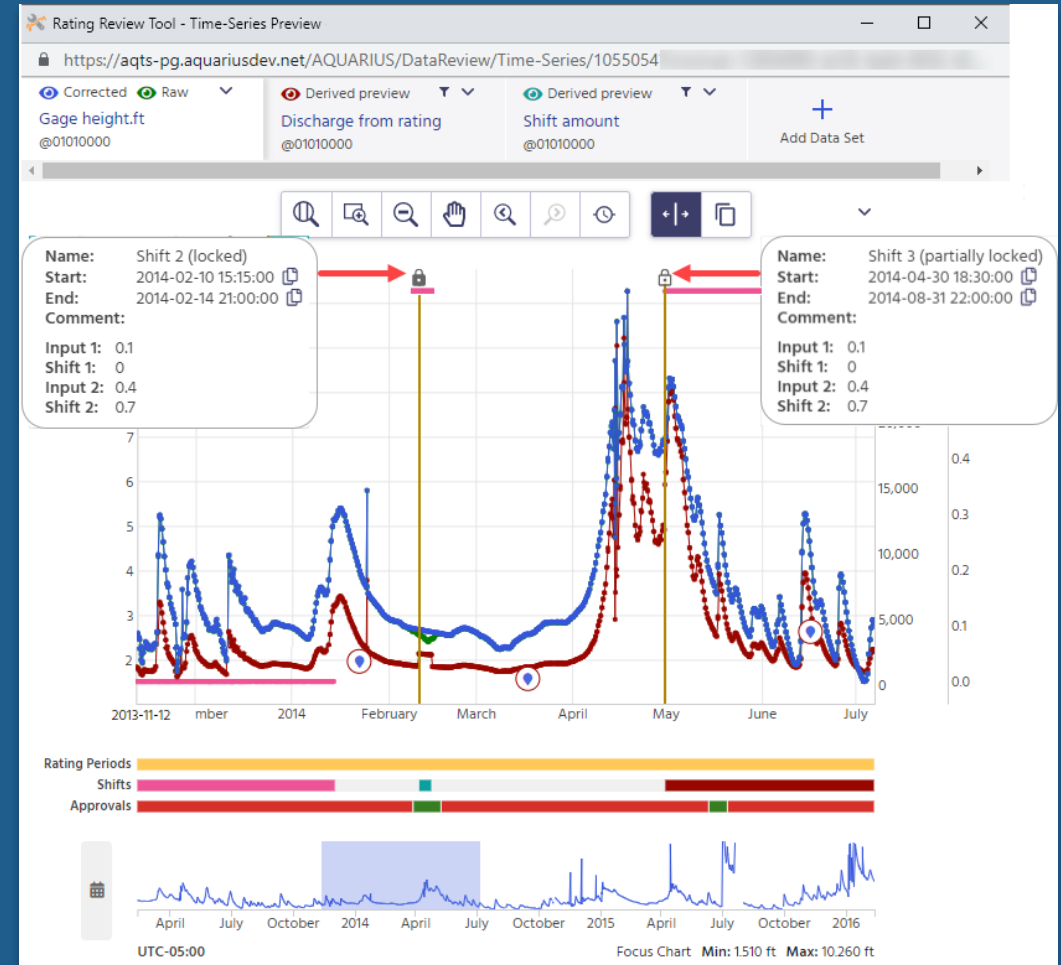 Rating Review Tool - Time-Series Preview
https://aqts-pg.aquariusdev.net/AQUARIUS/DataReview/Time-Series/1055054
Corrected Raw
Gage height.ft
@01010000
Derived preview
Discharge from rating
@01010000
Derived preview
Shift amount
@01010000
Add Data Set
Name: Shift 2 (locked)
Start: 2014-02-10 15:15:00
End: 2014-02-14 21:00:00
Comment:
Input 1: 0.1
Shift 1: 0
Input 2: 0.4
Shift 2: 0.7
Name: Shift 3 (partially locked)
Start: 2014-04-30 18:30:00
End: 2014-08-31 22:00:00
Comment:
Input 1: 0.1
Shift 1: 0
Input 2: 0.4
Shift 2: 0.7
7
6 0.4
15,000
5 0.3
10,000
4 0.2
3 5,000 0.1
2
0 0.0
2013-11-12 mber 2014 February March April May June July
Rating Periods
Shifts
Approvals
April July October 2014 April July October 2015 April July October 2016
UTC-05:00 Focus Chart Min: 1.510 ft Max: 10.260 ft